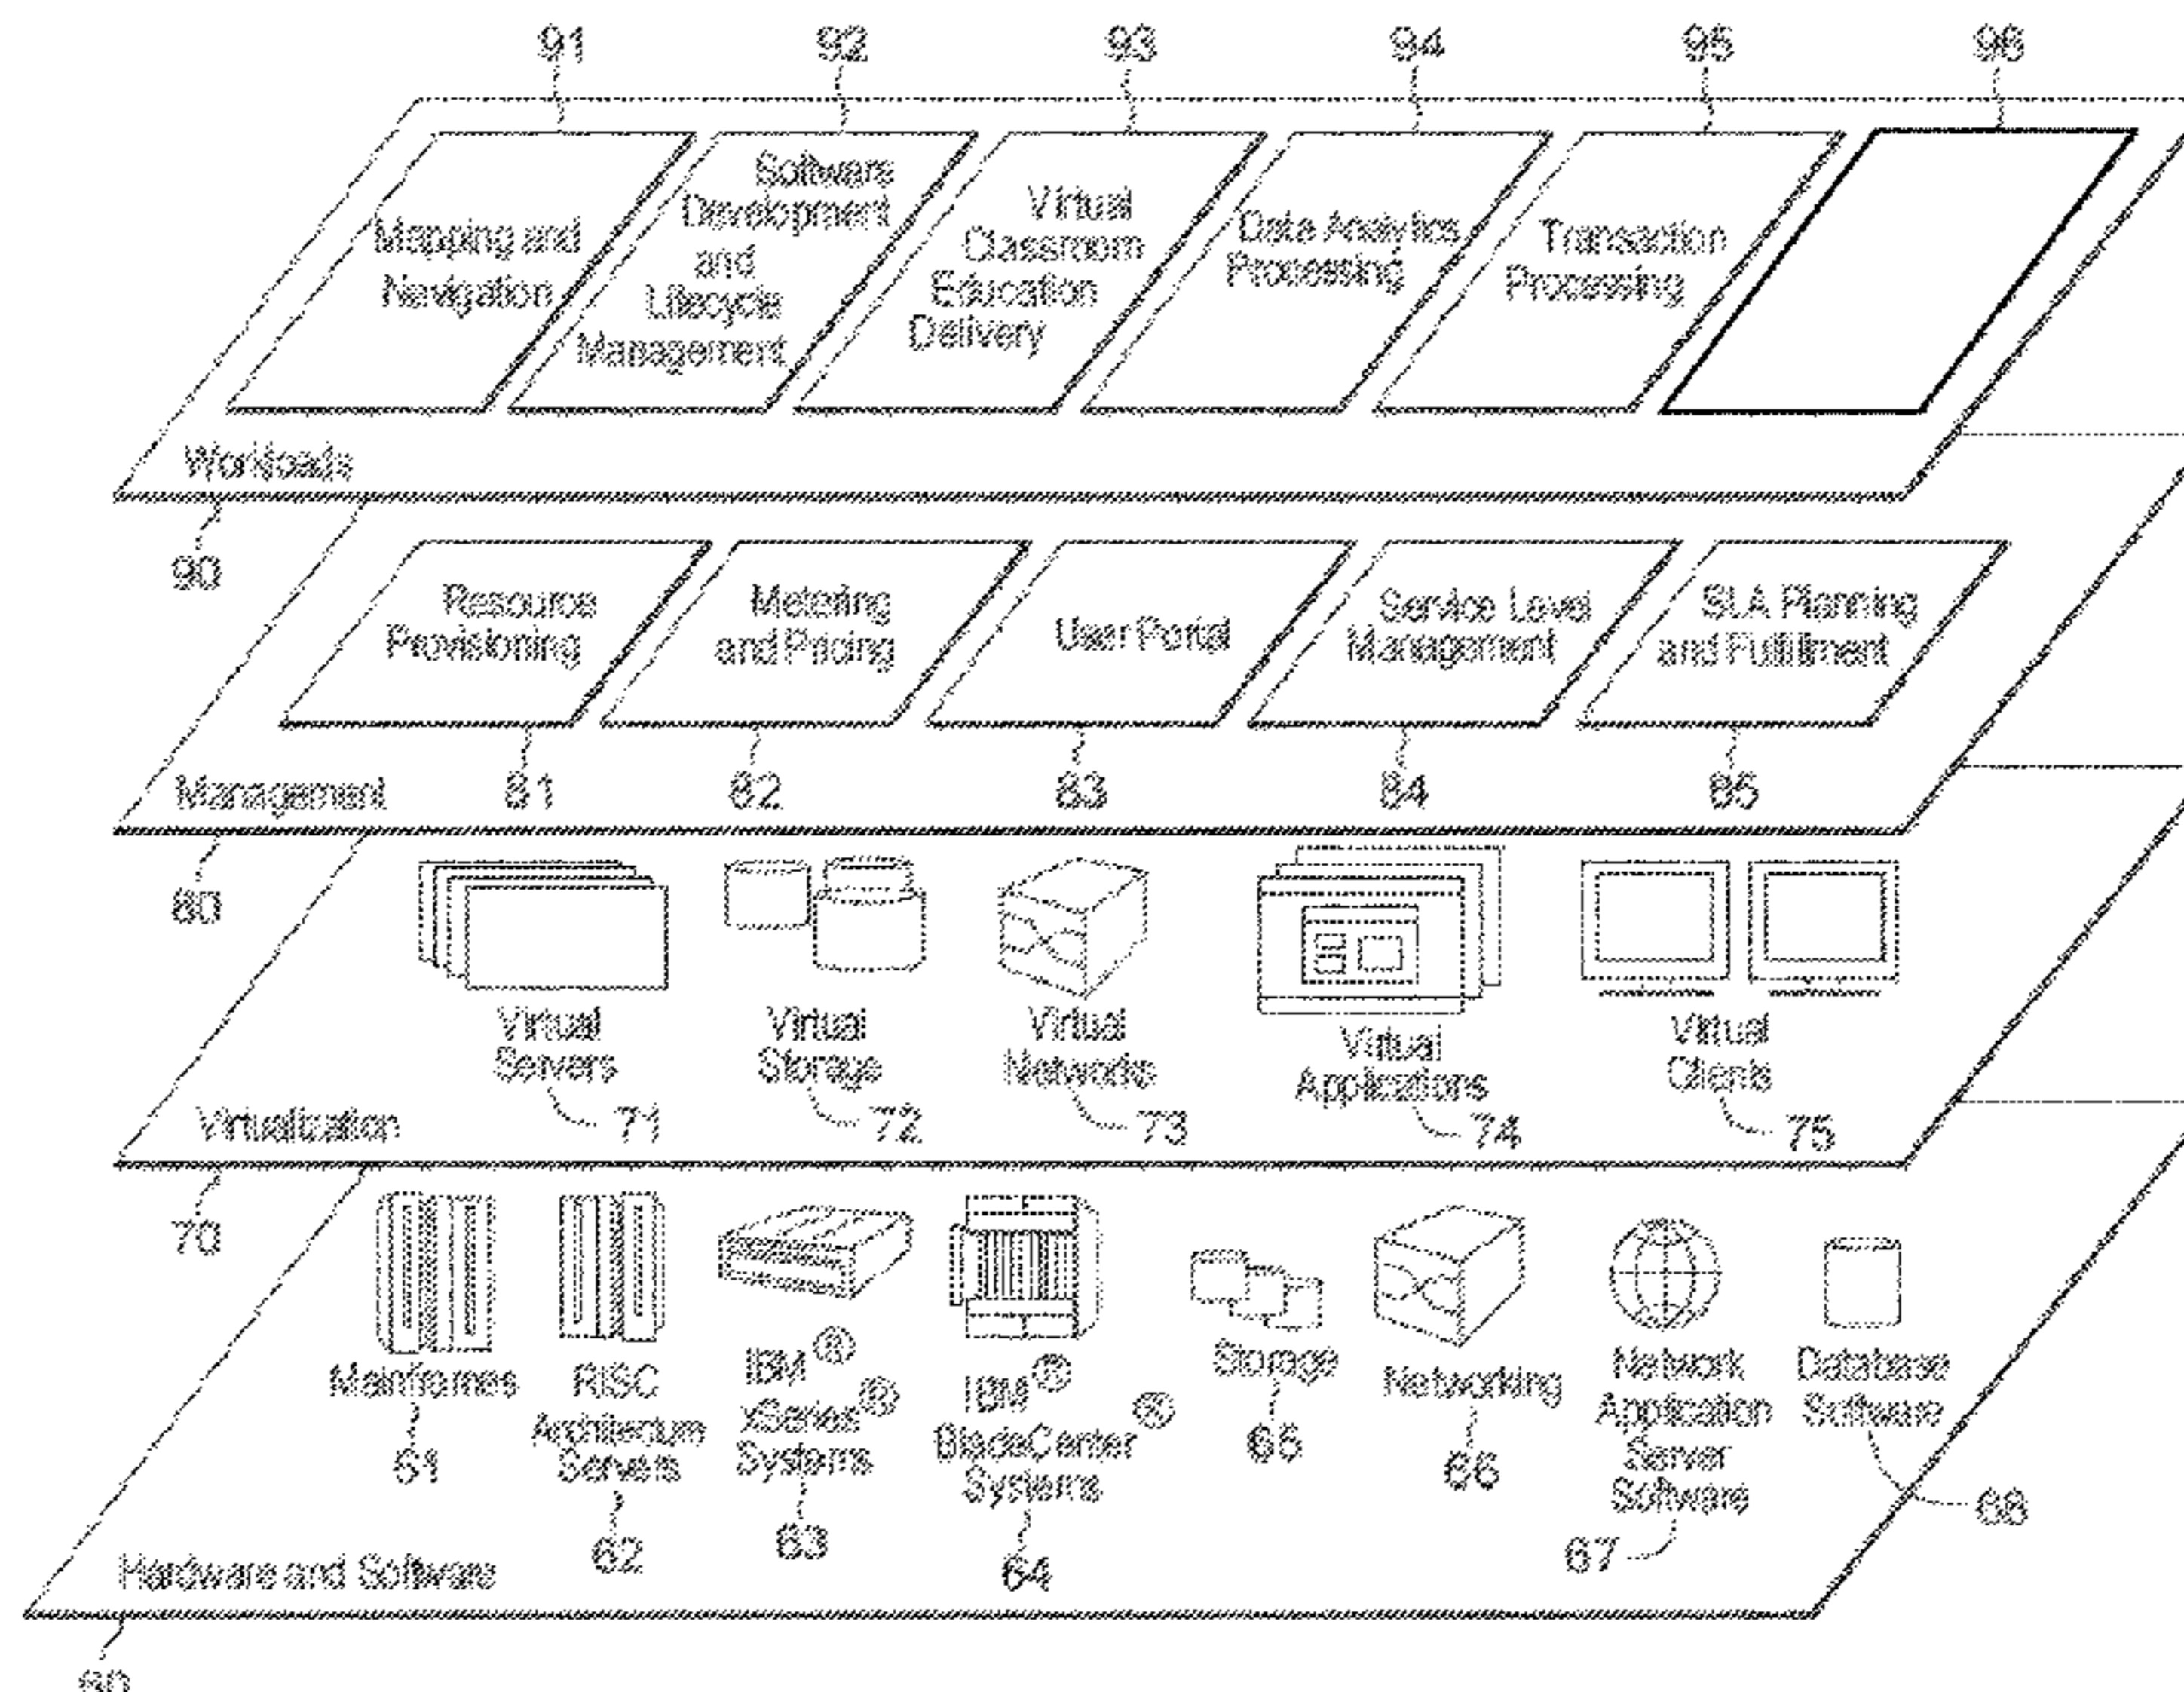 91 92 93 94 95 96
Mapping and
Navigation
Software
Development
and
Lifecycle
Management
Virtual
Classroom
Education
Delivery
Data Analytics
Processing
Transaction
Processing
Workloads
90
Resource
Provisioning
Metering
and Pricing
User Portal
Service Level
Management
SLA Planning
and Fulfillment
81 82 83 84 85
Management
80
Virtual
Servers
71
Virtual
Storage
72
Virtual
Networks
73
Virtual
Applications
74
Virtual
Clients
75
Virtualization
70
Mainframes
61
RISC
Architecture
Servers
62
IBM®
xSeries®
Systems
63
IBM®
BladeCenter®
Systems
64
Storage
65
Networking
66
Network
Application
Server
Software
67
Database
Software
68
Hardware and Software
60